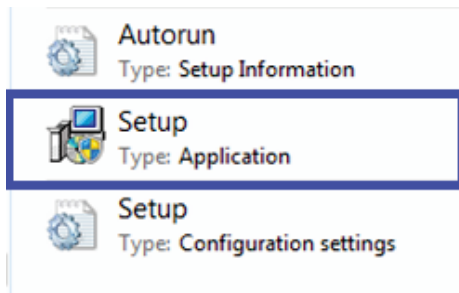 Autorun
Type: Setup Information
Setup
Type: Application
Setup
Type: Configuration settings